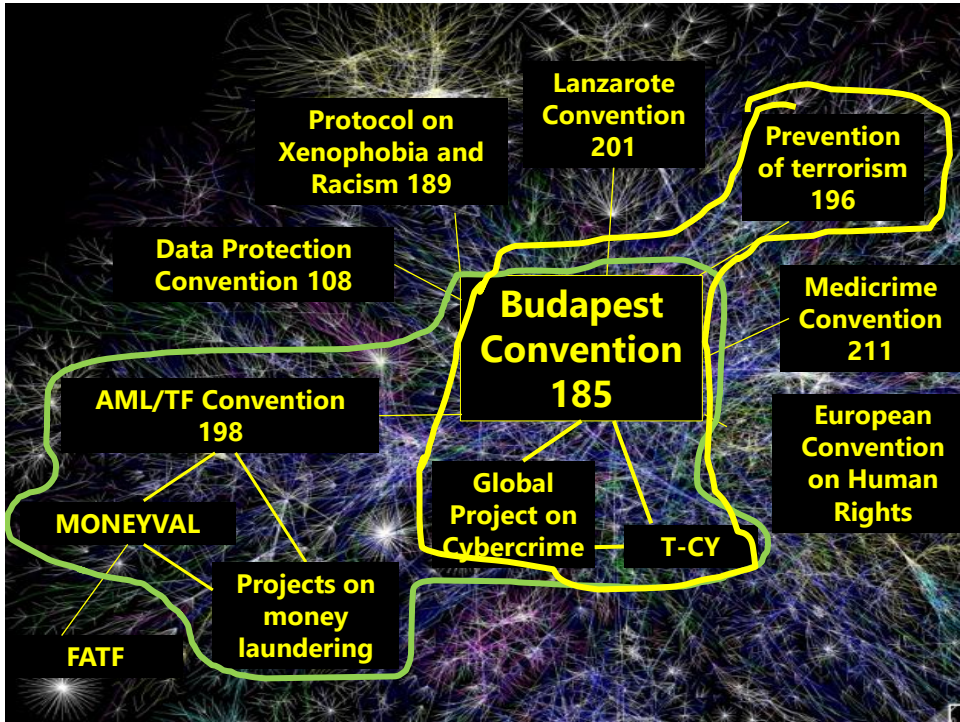 Lanzarote
Convention
201
Protocol on
Xenophobia and
Racism 189
Prevention
of terrorism
196
Data Protection
Convention 108
Budapest
Convention
185
Medicrime
Convention
211
AML/TF Convention
198
European
Convention
on Human
Rights
Global
Project on
Cybercrime
T-CY
MONEYVAL
Projects on
money
laundering
FATF